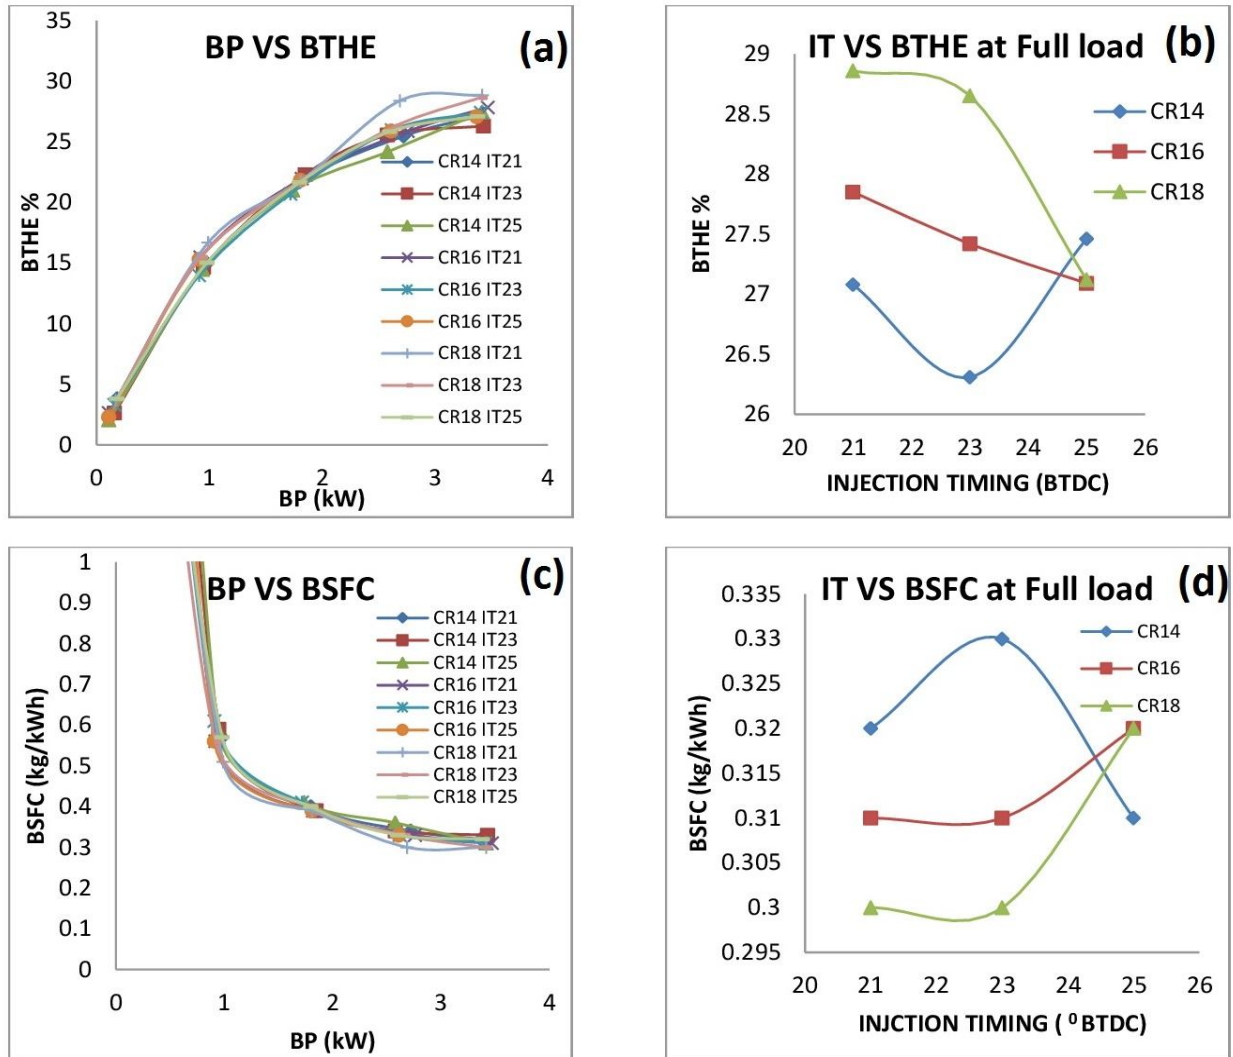 BP VS BTHE
(a)
35
30
25
20
15
10
5
0
BTHE %
CR14 IT21
CR14 IT23
CR14 IT25
CR16 IT21
CR16 IT23
CR16 IT25
CR18 IT21
CR18 IT23
CR18 IT25
0 1 2 3 4
BP (kW)
IT VS BTHE at Full load
(b)
29
28.5
28
27.5
27
26.5
26
BTHE %
CR14
CR16
CR18
20 21 22 23 24 25 26
INJECTION TIMING (BTDC)
BP VS BSFC
(c)
1
0.9
0.8
0.7
0.6
0.5
0.4
0.3
0.2
0.1
0
BSFC (kg/kWh)
CR14 IT21
CR14 IT23
CR14 IT25
CR16 IT21
CR16 IT23
CR16 IT25
CR18 IT21
CR18 IT23
CR18 IT25
0 1 2 3 4
BP (kW)
IT VS BSFC at Full load
(d)
0.335
0.33
0.325
0.32
0.315
0.31
0.305
0.3
0.295
BSFC (kg/kWh)
CR14
CR16
CR18
20 21 22 23 24 25 26
INJCTION TIMING ( ⁰BTDC)